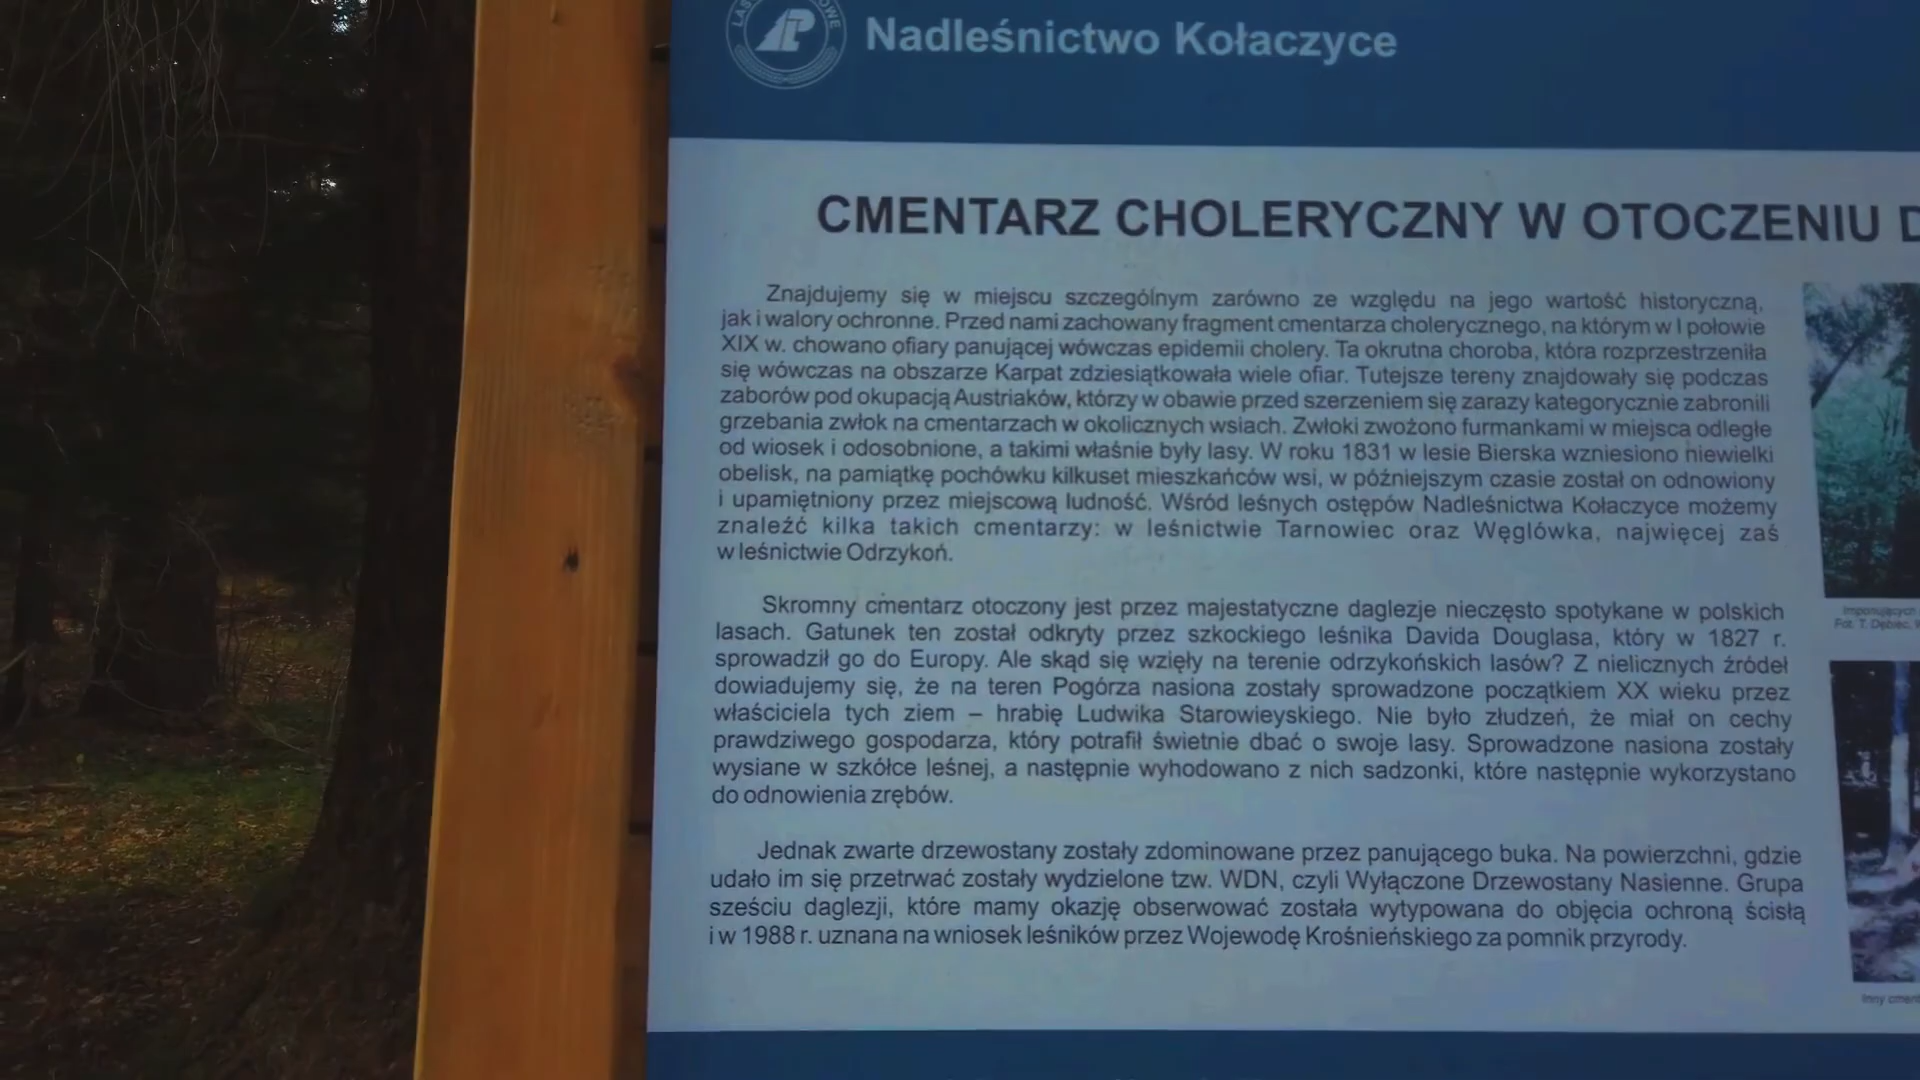 Nadleśnictwo Kołaczyce
CMENTARZ CHOLERYCZNY W OTOCZENIU
Znajdujemy się w miejscu szczególnym zarówno ze względu na jego wartość historyczną,
jak i walory ochronne. Przed nami zachowany fragment cmentarza cholerycznego, na którym w I połowie
XIX w. chowano ofiary panującej wówczas epidemii cholery. Ta okrutna choroba, która rozprzestrzeniła
się wówczas na obszarze Karpat zdziesiątkowała wiele ofiar. Tutejsze tereny znajdowały się podczas
zaborów pod okupacją Austriaków, którzy w obawie przed szerzeniem się zarazy kategorycznie zabronili
grzebania zwłok na cmentarzach w okolicznych wsiach. Zwłoki zwożono furmankami w miejsca odległe
od wiosek i odosobnione, a takimi właśnie były lasy. W roku 1831 w lesie Bierska wzniesiono niewielki
obelisk, na pamiątkę pochówku kilkuset mieszkańców wsi, w późniejszym czasie został on odnowiony
i upamiętniony przez miejscową ludność. Wśród leśnych ostępów Nadleśnictwa Kołaczyce możemy
znaleźć kilka takich cmentarzy: w leśnictwie Tarnowiec oraz Węglówka, najwięcej zaś
w leśnictwie Odrzykoń.
Skromny cmentarz otoczony jest przez majestatyczne daglezje nieczęsto spotykane w polskich
lasach. Gatunek ten został odkryty przez szkockiego leśnika Davida Douglasa, który w 1827 r.
sprowadził go do Europy. Ale skąd się wzięły na terenie odrzykońskich lasów? Z nielicznych źródeł
dowiadujemy się, że na teren Pogórza nasiona zostały sprowadzone początkiem XX wieku przez
właściciela tych ziem – hrabię Ludwika Starowieyskiego. Nie było złudzeń, że miał on cechy
prawdziwego gospodarza, który potrafił świetnie dbać o swoje lasy. Sprowadzone nasiona zostały
wysiane w szkółce leśnej, a następnie wyhodowano z nich sadzonki, które następnie wykorzystano
do odnowienia zrębów.
Jednak zwarte drzewostany zostały zdominowane przez panującego buka. Na powierzchni, gdzie
udało im się przetrwać zostały wydzielone tzw. WDN, czyli Wyłączone Drzewostany Nasienne. Grupa
sześciu daglezji, które mamy okazję obserwować została wytypowana do objęcia ochroną ścisłą
i w 1988 r. uznana na wniosek leśników przez Wojewodę Krośnieńskiego za pomnik przyrody.
Imponujących
Fot. T. Dębiec,
Inny